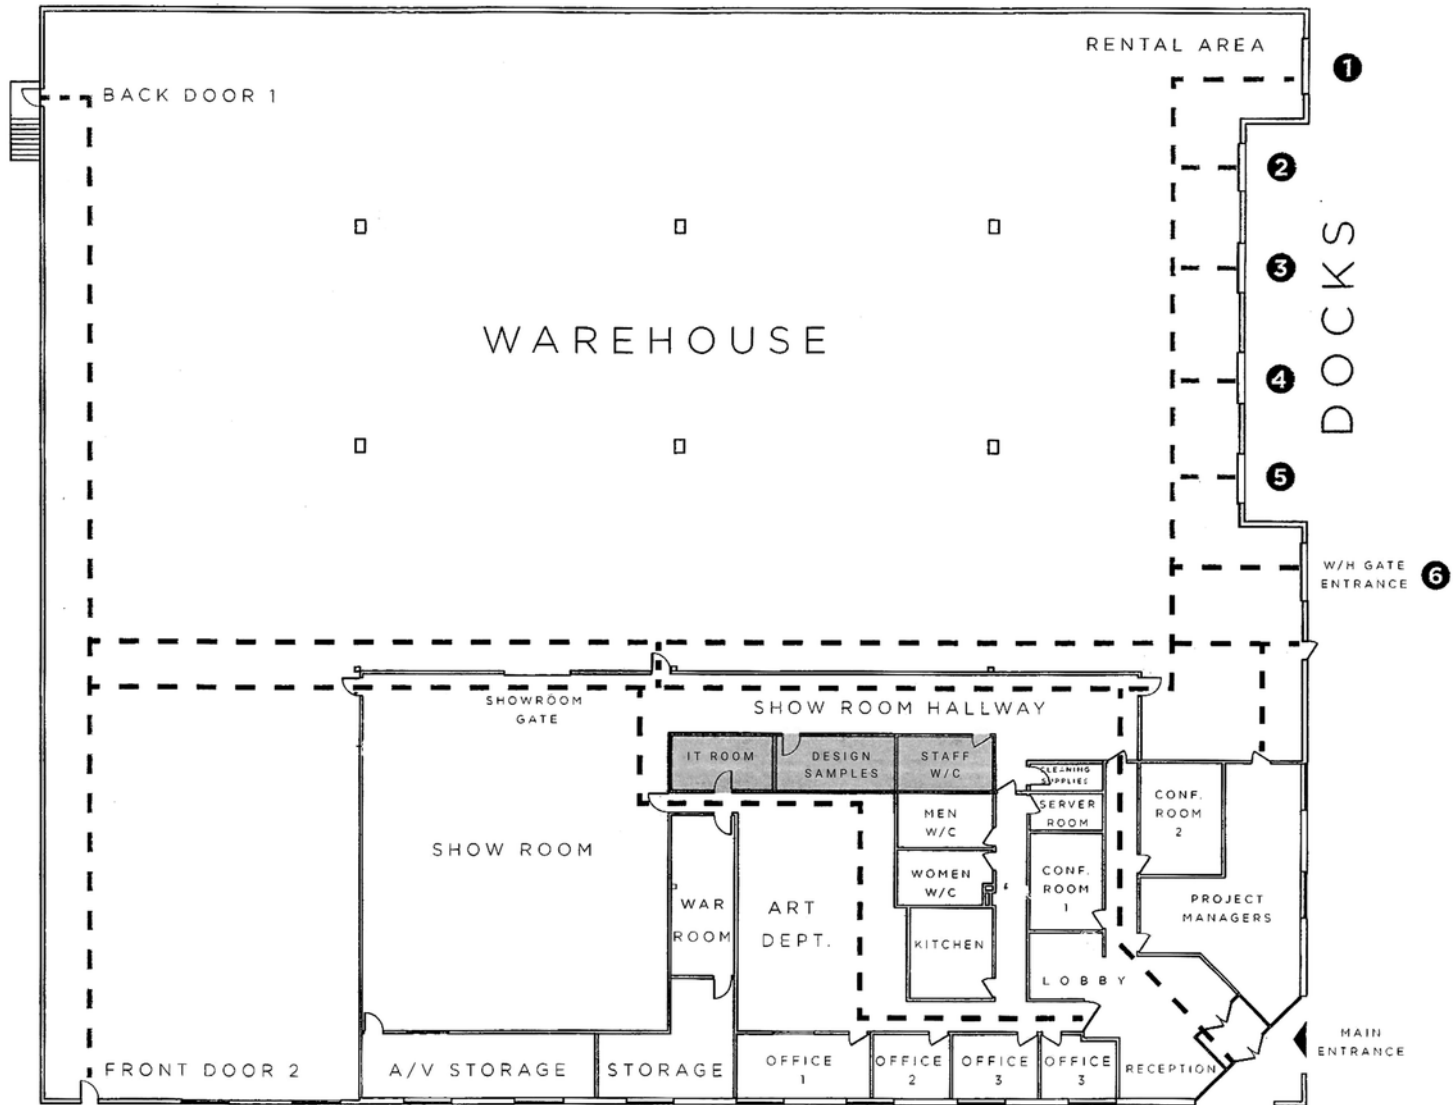 RENTAL AREA
1
BACK DOOR 1
2
3
DOCKS
WAREHOUSE
4
5
W/H GATE
ENTRANCE
6
SHOWROOM
GATE
SHOW ROOM HALLWAY
IT ROOM
DESIGN
SAMPLES
STAFF
W/C
CLEANING
SUPPLIES
SERVER
ROOM
CONF.
ROOM
2
MEN
W/C
SHOW ROOM
WOMEN
W/C
CONF.
ROOM
1
WAR
ROOM
ART
DEPT.
PROJECT
MANAGERS
KITCHEN
LOBBY
MAIN
ENTRANCE
FRONT DOOR 2
A/V STORAGE
STORAGE
OFFICE
1
OFFICE
2
OFFICE
3
OFFICE
3
RECEPTION